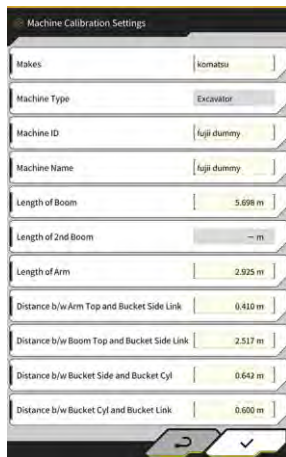 Machine Calibration Settings
Makes komatsu
Machine Type Excavator
Machine ID fujii dummy
Machine Name fujii dummy
Length of Boom 5.698 m
Length of 2nd Boom -- m
Length of Arm 2.925 m
Distance b/w Arm Top and Bucket Side Link 0.410 m
Distance b/w Boom Top and Bucket Side Link 2.517 m
Distance b/w Bucket Side and Bucket Cyl 0.642 m
Distance b/w Bucket Cyl and Bucket Link 0.600 m